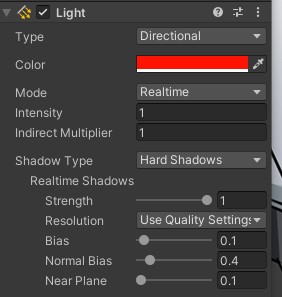 Light
Type Directional
Color
Mode Realtime
Intensity 1
Indirect Multiplier 1
Shadow Type Hard Shadows
Realtime Shadows
Strength 1
Resolution Use Quality Settings
Bias 0.1
Normal Bias 0.4
Near Plane 0.1